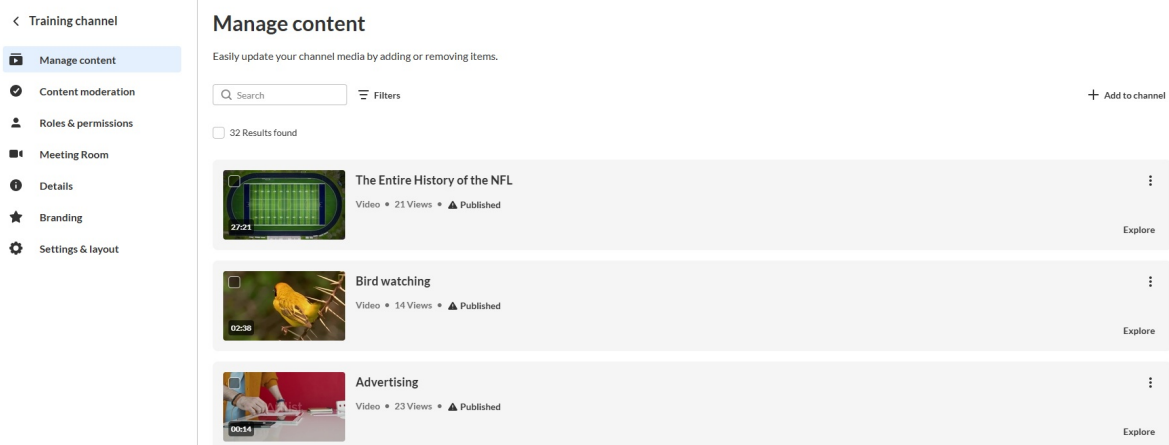 Training channel
Manage content
Content moderation
Roles & permissions
Meeting Room
Details
Branding
Settings & layout
Manage content
Easily update your channel media by adding or removing items.
Search
Filters
Add to channel
32 Results found
The Entire History of the NFL
Video • 21 Views • Published
27:21
Explore
Bird watching
Video • 14 Views • Published
02:38
Explore
Advertising
Video • 23 Views • Published
00:14
Explore